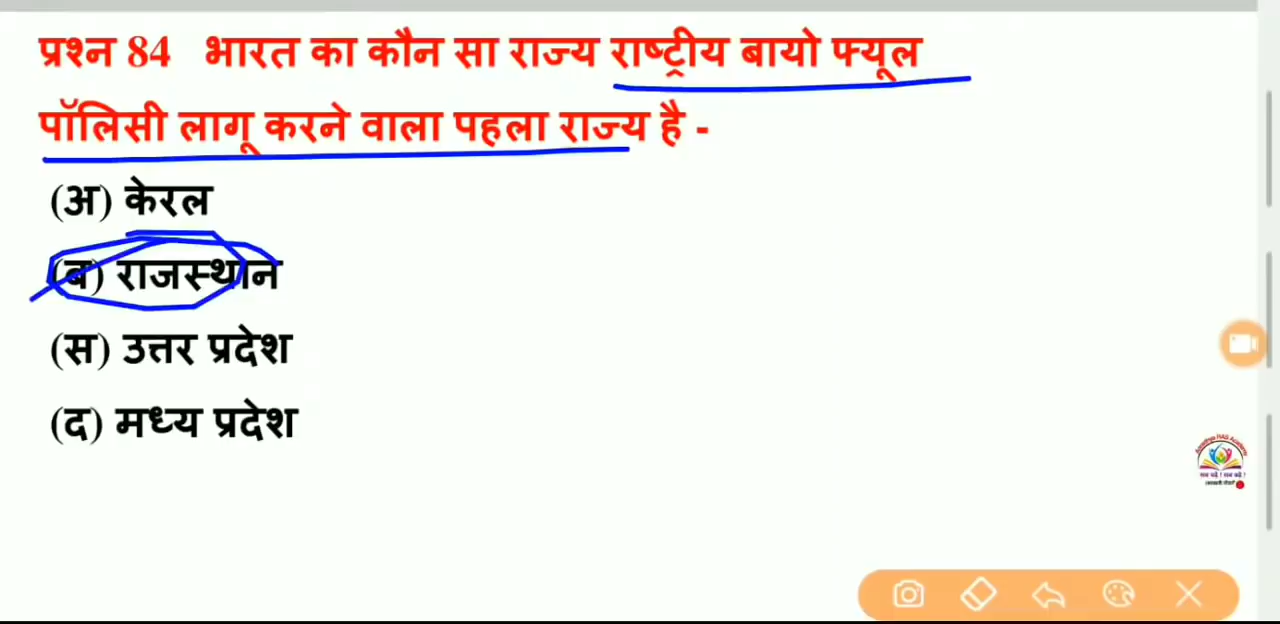 प्रश्न 84 भारत का कौन सा राज्य राष्ट्रीय बायो फ्यूल
पॉलिसी लागू करने वाला पहला राज्य है -
(अ) केरल
(ब) राजस्थान
(स) उत्तर प्रदेश
(द) मध्य प्रदेश